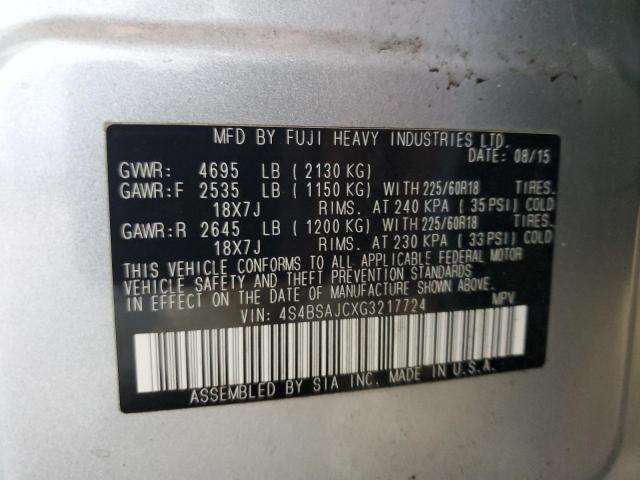 MFD BY FUJI HEAVY INDUSTRIES LTD.
DATE: 08/15
GVWR: 4695 LB ( 2130 KG)
GAWR:F 2535 LB ( 1150 KG) WITH 225/60R18 TIRES.
18X7J RIMS. AT 240 KPA ( 35 PSI) COLD
GAWR:R 2645 LB ( 1200 KG) WITH 225/60R18 TIRES.
18X7J RIMS. AT 230 KPA ( 33 PSI) COLD
THIS VEHICLE CONFORMS TO ALL APPLICABLE FEDERAL MOTOR
VEHICLE SAFETY AND THEFT PREVENTION STANDARDS
IN EFFECT ON THE DATE OF MANUFACTURE SHOWN ABOVE.
VIN: 4S4BSAJCXG3217724 MPV
ASSEMBLED BY SIA INC. MADE IN U.S.A.